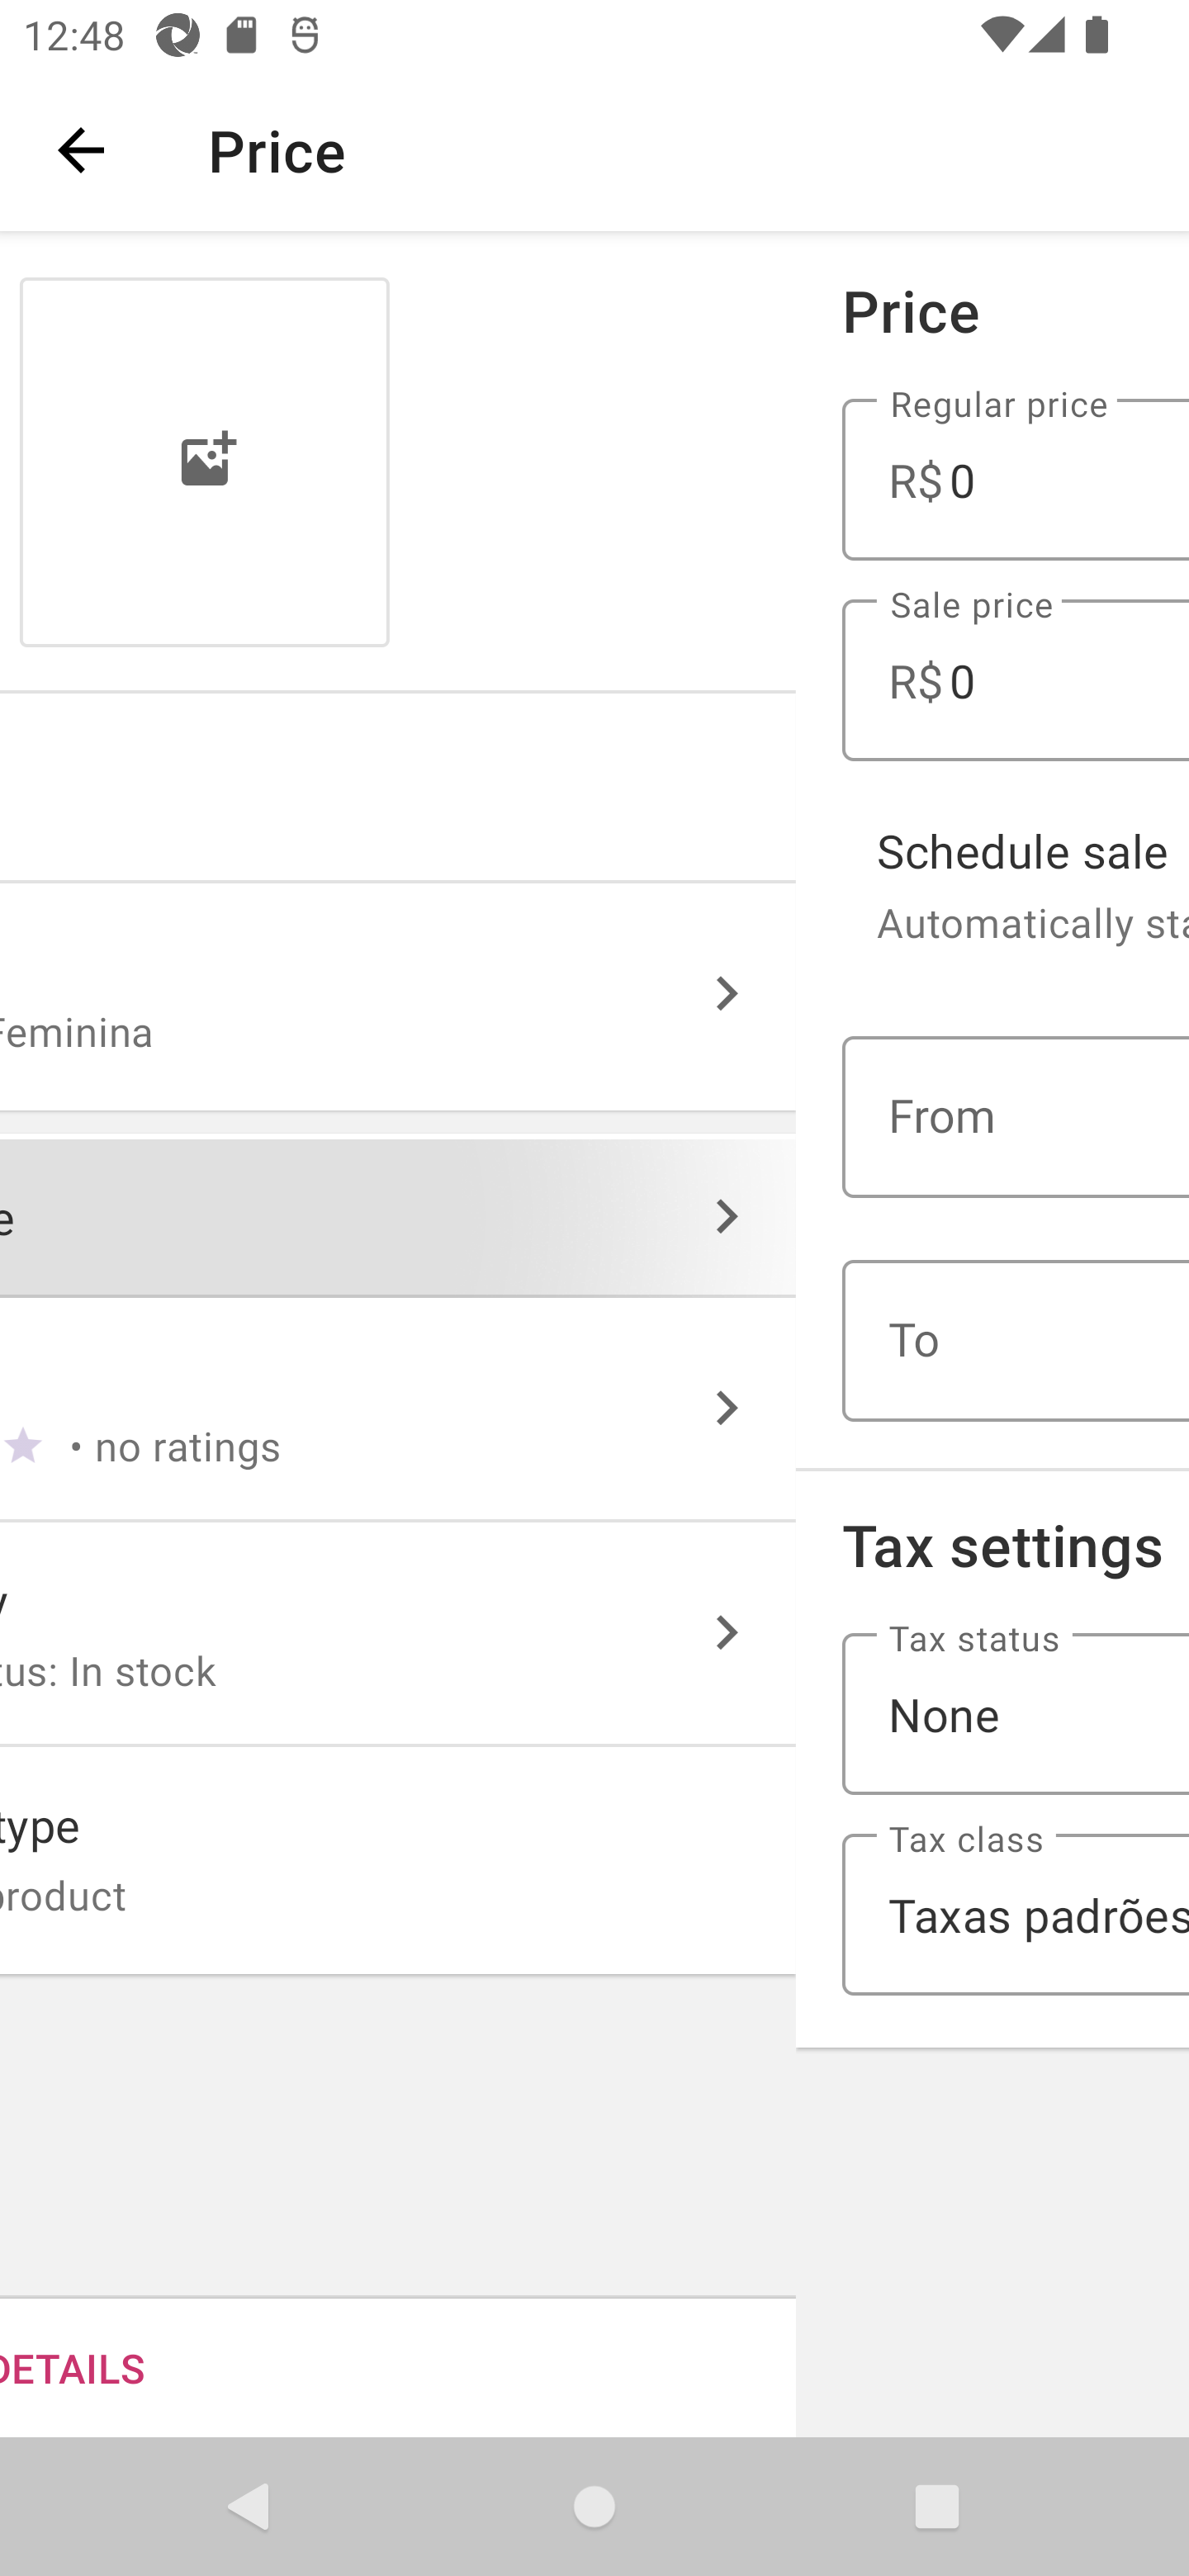 12:48
Price
Feminina
e
• no ratings
y
tus: In stock
type
product
DETAILS
Price
Regular price
R$ 0
Sale price
R$ 0
Schedule sale
Automatically sta
From
To
Tax settings
Tax status
None
Tax class
Taxas padrões